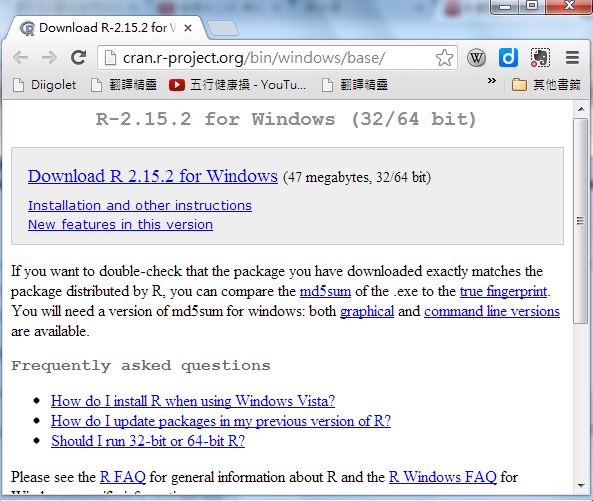 Download R-2.15.2 for W
cran.r-project.org/bin/windows/base/
Diigolet 翻譯精靈 五行健康操 - YouTu... 翻譯精靈 » 其他書籤
R-2.15.2 for Windows (32/64 bit)
Download R 2.15.2 for Windows (47 megabytes, 32/64 bit)
Installation and other instructions
New features in this version
If you want to double-check that the package you have downloaded exactly matches the
package distributed by R, you can compare the md5sum of the .exe to the true fingerprint.
You will need a version of md5sum for windows: both graphical and command line versions
are available.
Frequently asked questions
How do I install R when using Windows Vista?
How do I update packages in my previous version of R?
Should I run 32-bit or 64-bit R?
Please see the R FAQ for general information about R and the R Windows FAQ for